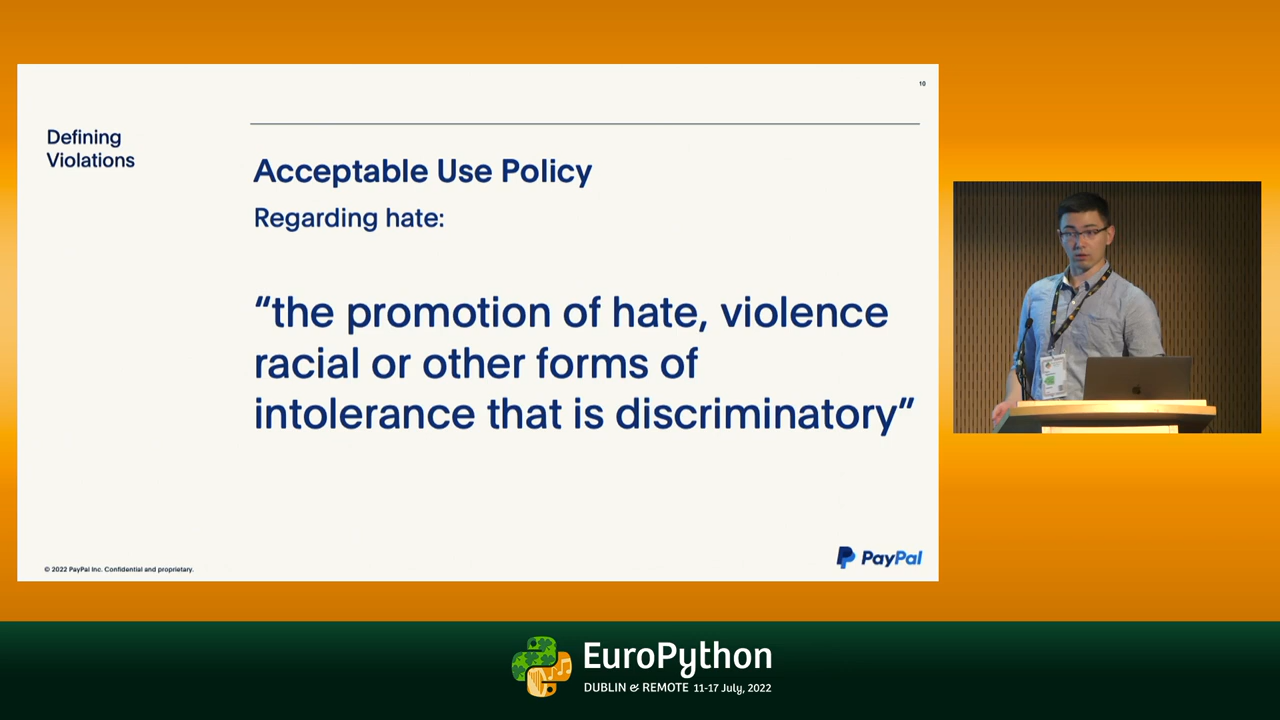 10
Defining
Violations
Acceptable Use Policy
Regarding hate:
“the promotion of hate, violence
racial or other forms of
intolerance that is discriminatory”
© 2022 PayPal Inc. Confidential and proprietary.
PayPal
EuroPython
DUBLIN & REMOTE 11-17 July, 2022